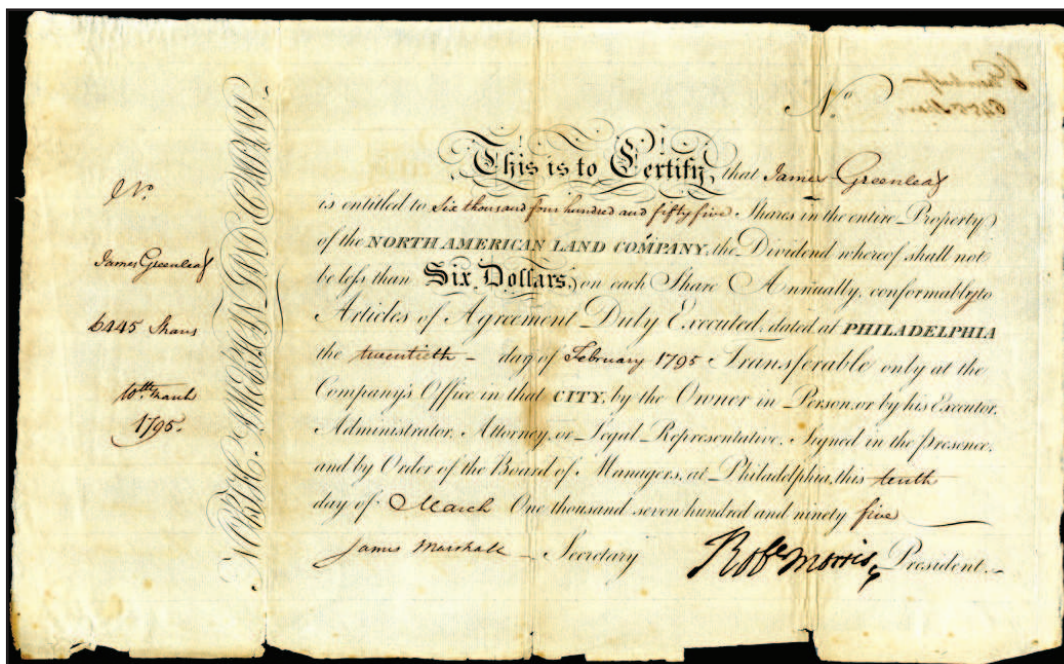 No.
This is to Certify, that James Greenleaf
is entitled to Six thousand four hundred and fifty five Shares in the entire Property
of the NORTH AMERICAN LAND COMPANY, the Dividend whereof shall not
be less than Six Dollars, on each Share Annually, conformably to
Articles of Agreement Duly Executed, dated at PHILADELPHIA
the twentieth - day of February 1795 Transferable only at the
Company's Office in that CITY, by the Owner in Person, or by his Executor,
Administrator, Attorney, or Legal Representative. Signed in the presence,
and by Order of the Board of Managers, at Philadelphia, this tenth
day of March One thousand seven hundred and ninety five
James Marshall - Secretary Robt Morris, President.
NORTH AMERICAN LAND COMPANY.
No.
James Greenleaf
6445 Shares
10th March
1795.